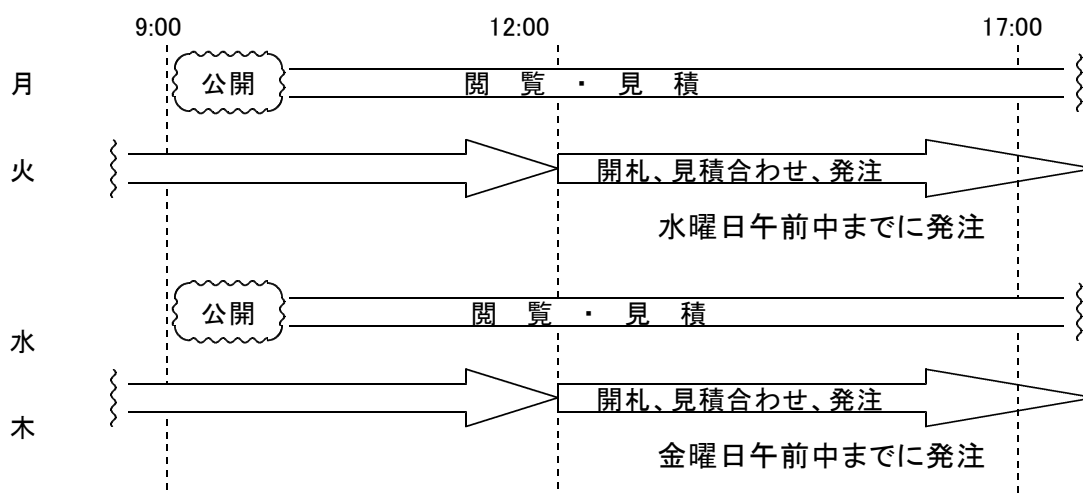 9:00 12:00 17:00
月 公開 閲 覧 ・ 見 積
火 開札、見積合わせ、発注
水曜日午前中までに発注
水 公開 閲 覧 ・ 見 積
木 開札、見積合わせ、発注
金曜日午前中までに発注